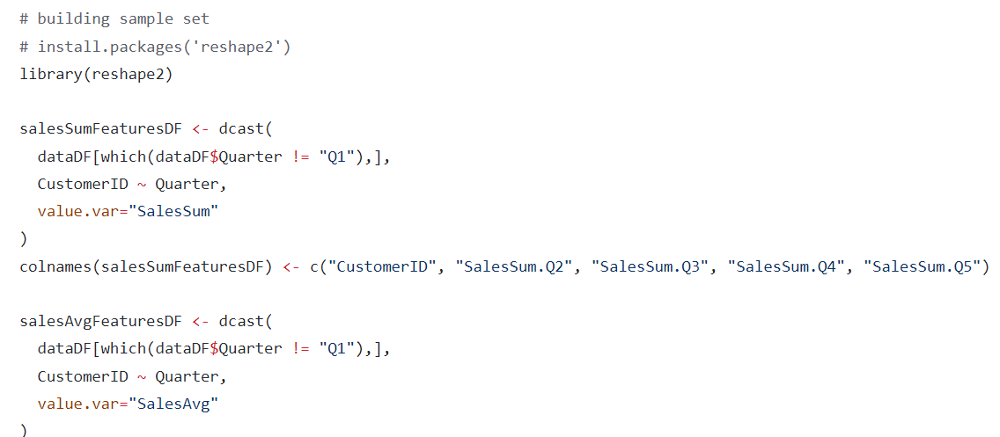 # building sample set
# install.packages('reshape2')
library(reshape2)
salesSumFeaturesDF <- dcast(
dataDF[which(dataDF$Quarter != "Q1"),],
CustomerID ~ Quarter,
value.var="SalesSum"
)
colnames(salesSumFeaturesDF) <- c("CustomerID", "SalesSum.Q2", "SalesSum.Q3", "SalesSum.Q4", "SalesSum.Q5")
salesAvgFeaturesDF <- dcast(
dataDF[which(dataDF$Quarter != "Q1"),],
CustomerID ~ Quarter,
value.var="SalesAvg"
)